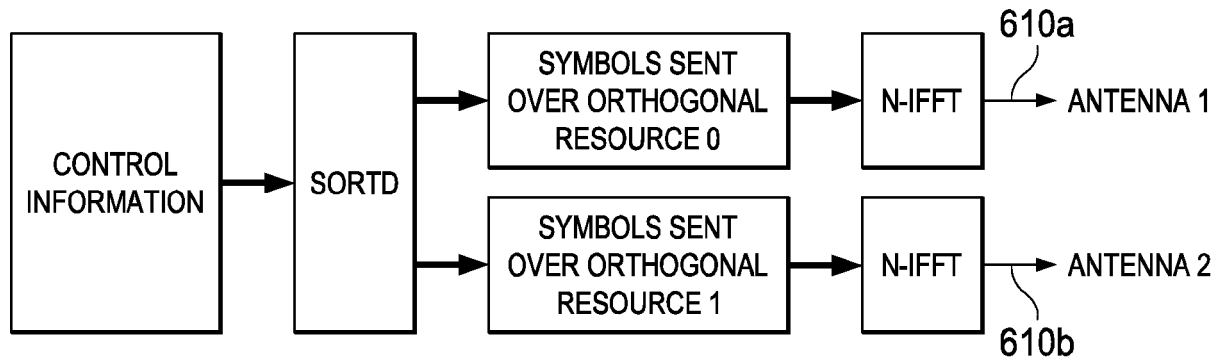 CONTROL
INFORMATION
SORTD
SYMBOLS SENT
OVER ORTHOGONAL
RESOURCE 0
N-IFFT
610a
ANTENNA 1
SYMBOLS SENT
OVER ORTHOGONAL
RESOURCE 1
N-IFFT
ANTENNA 2
610b